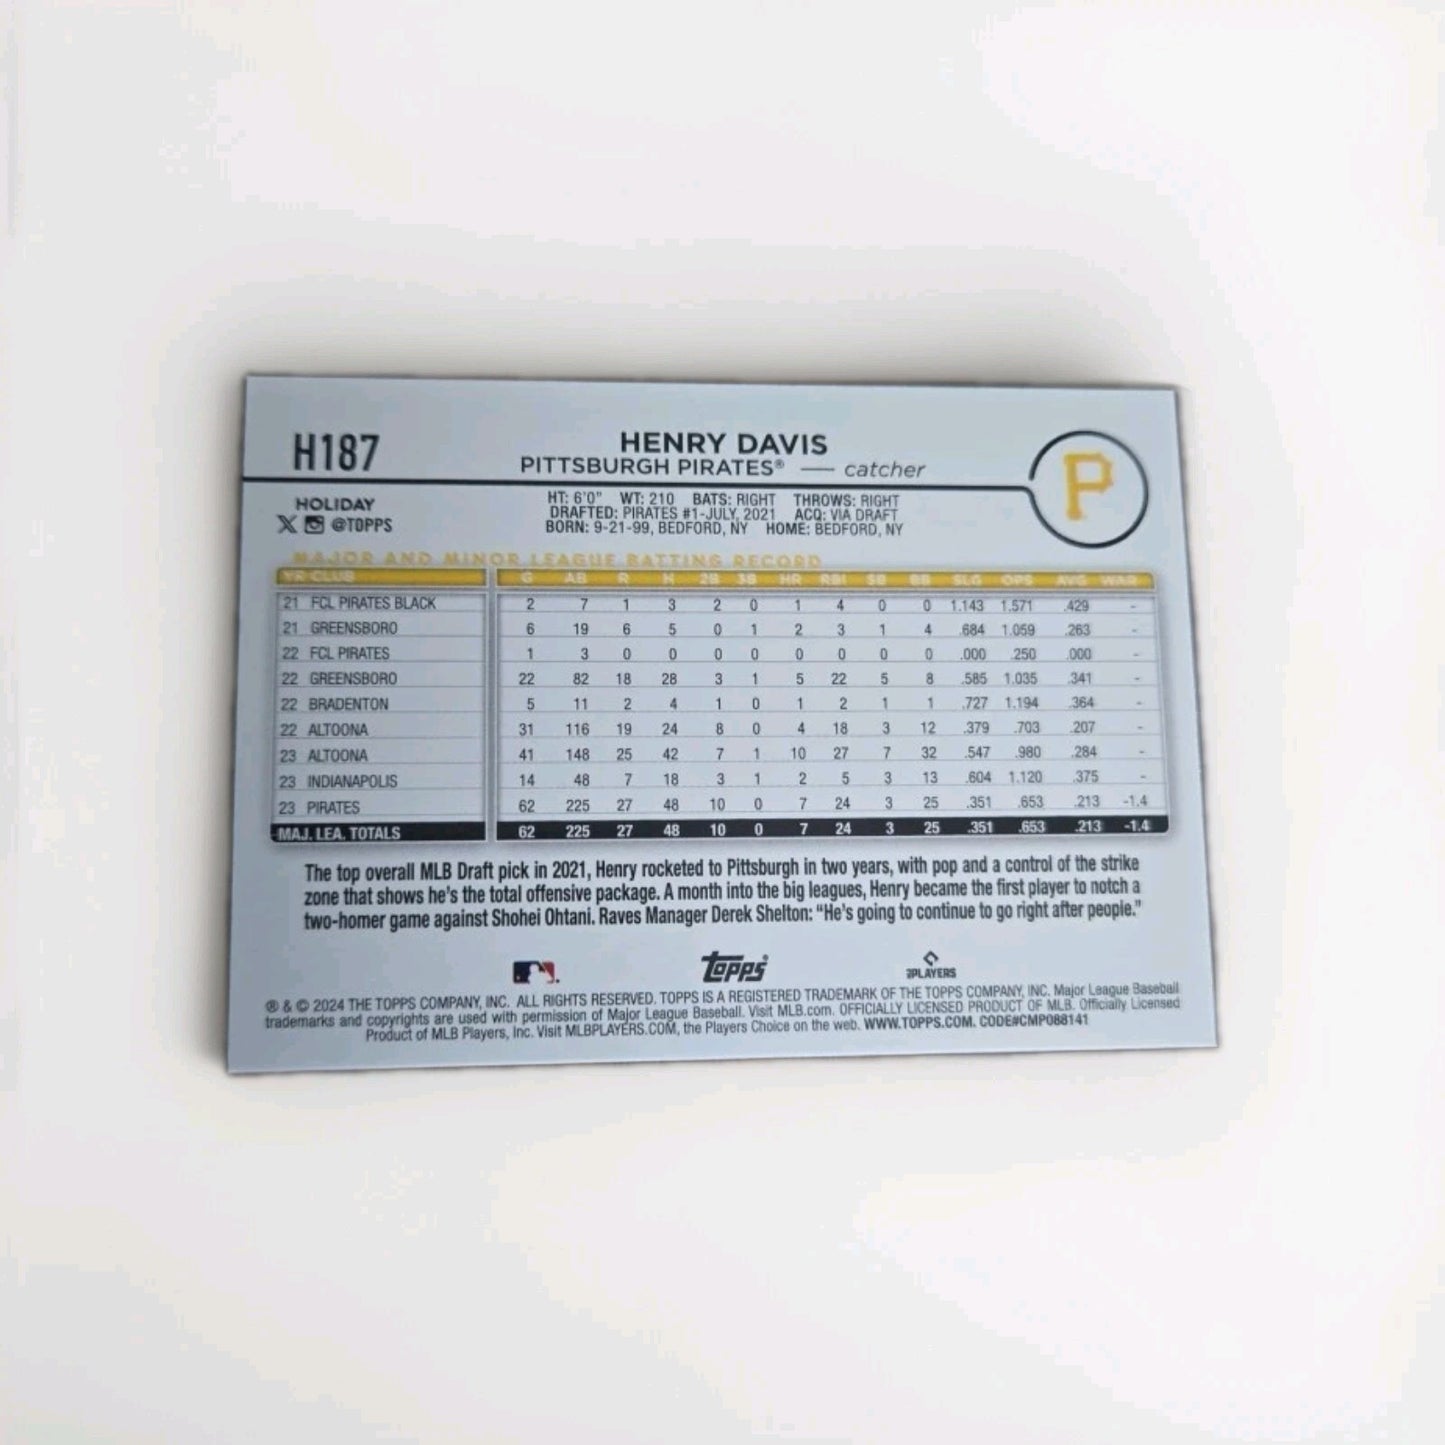 H187
HENRY DAVIS
PITTSBURGH PIRATES® — catcher
P
HOLIDAY
X @TOPPS
HT: 6'0" WT: 210 BATS: RIGHT THROWS: RIGHT
DRAFTED: PIRATES #1-JULY, 2021 ACQ: VIA DRAFT
BORN: 9-21-99, BEDFORD, NY HOME: BEDFORD, NY
MAJOR AND MINOR LEAGUE BATTING RECORD
YR CLUB G AB R H 2B 3B HR RBI SB BB SLG OPS AVG WAR
21 FCL PIRATES BLACK 2 7 1 3 2 0 1 4 0 0 1.143 1.571 .429 -
21 GREENSBORO 6 19 6 5 0 1 2 3 1 4 .684 1.059 .263 -
22 FCL PIRATES 1 3 0 0 0 0 0 0 0 0 .000 .250 .000 -
22 GREENSBORO 22 82 18 28 3 1 5 22 5 8 .585 1.035 .341 -
22 BRADENTON 5 11 2 4 1 0 1 2 1 1 .727 1.194 .364 -
22 ALTOONA 31 116 19 24 8 0 4 18 3 12 .379 .703 .207 -
23 ALTOONA 41 148 25 42 7 1 10 27 7 32 .547 .980 .284 -
23 INDIANAPOLIS 14 48 7 18 3 1 2 5 3 13 .604 1.120 .375 -
23 PIRATES 62 225 27 48 10 0 7 24 3 25 .351 .653 .213 -1.4
MAJ. LEA. TOTALS 62 225 27 48 10 0 7 24 3 25 .351 .653 .213 -1.4
The top overall MLB Draft pick in 2021, Henry rocketed to Pittsburgh in two years, with pop and a control of the strike
zone that shows he's the total offensive package. A month into the big leagues, Henry became the first player to notch a
two-homer game against Shohei Ohtani. Raves Manager Derek Shelton: "He's going to continue to go right after people."
Topps
PLAYERS
® & © 2024 THE TOPPS COMPANY, INC. ALL RIGHTS RESERVED. TOPPS IS A REGISTERED TRADEMARK OF THE TOPPS COMPANY, INC. Major League Baseball
trademarks and copyrights are used with permission of Major League Baseball. Visit MLB.com. OFFICIALLY LICENSED PRODUCT OF MLB. Officially Licensed
Product of MLB Players, Inc. Visit MLBPLAYERS.COM, the Players Choice on the web. WWW.TOPPS.COM. CODE#CMP088141